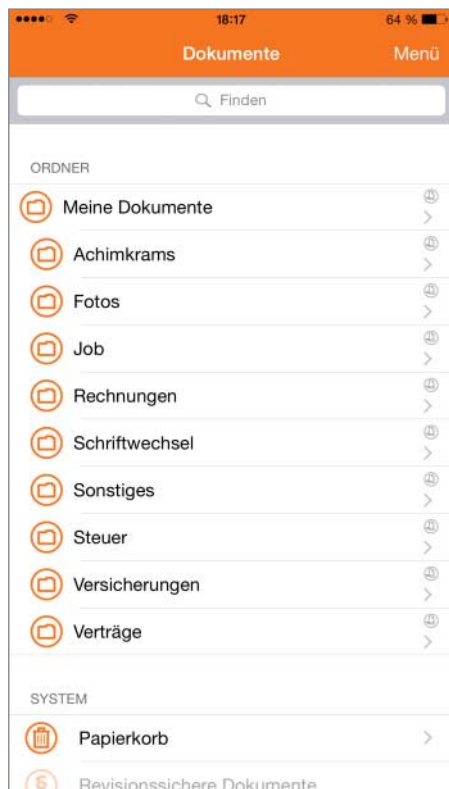 18:17
64 %
Dokumente
Menü
Finden
ORDNER
Meine Dokumente
Achimkrams
Fotos
Job
Rechnungen
Schriftwechsel
Sonstiges
Steuer
Versicherungen
Verträge
SYSTEM
Papierkorb
Revisionssichere Dokumente